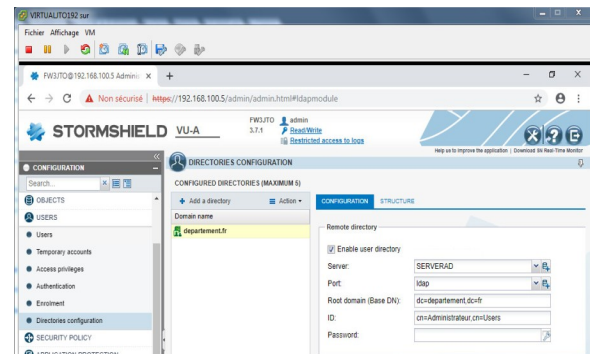 VIRTUALITO192 sur
Fichier Affichage VM
FW3JTO@192.168.100.5 Adminis
Non sécurisé https://192.168.100.5/admin/admin.html#ldapmodule
STORMSHIELD VU-A FW3JTO 3.7.1 admin
Read/Write
Restricted access to logs
Help us to improve the application | Download SN Real-Time Monitor
CONFIGURATION
DIRECTORIES CONFIGURATION
Search...
CONFIGURED DIRECTORIES (MAXIMUM 5)
OBJECTS
Add a directory Action
CONFIGURATION STRUCTURE
USERS
Domain name
Remote directory
Users
departement.fr
Enable user directory
Temporary accounts
Server: SERVERAD
Access privileges
Port: ldap
Authentication
Root domain (Base DN): dc=departement,dc=fr
Enrolment
ID: cn=Administrateur,cn=Users
Directories configuration
Password:
SECURITY POLICY
APPLICATION PROTECTION